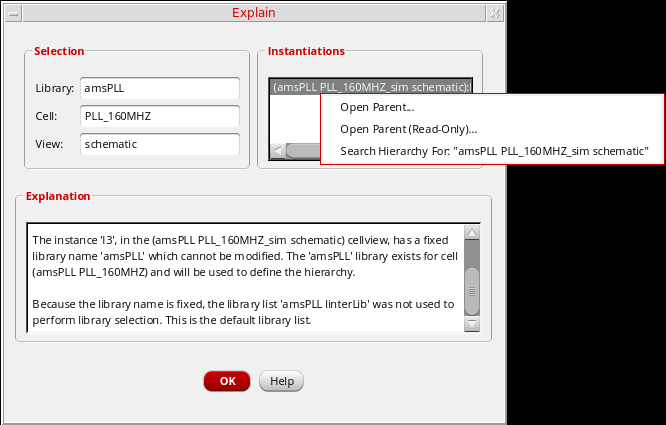 Explain
Selection
Library: amsPLL
Cell: PLL_160MHZ
View: schematic
Instantiations
(amsPLL PLL_160MHZ_sim schematic):
Open Parent...
Open Parent (Read-Only)...
Search Hierarchy For: "amsPLL PLL_160MHZ_sim schematic"
Explanation
The instance 'I3', in the (amsPLL PLL_160MHZ_sim schematic) cellview, has a fixed
library name 'amsPLL' which cannot be modified. The 'amsPLL' library exists for cell
(amsPLL PLL_160MHZ) and will be used to define the hierarchy.
Because the library name is fixed, the library list 'amsPLL linterLib' was not used to
perform library selection. This is the default library list.
OK
Help